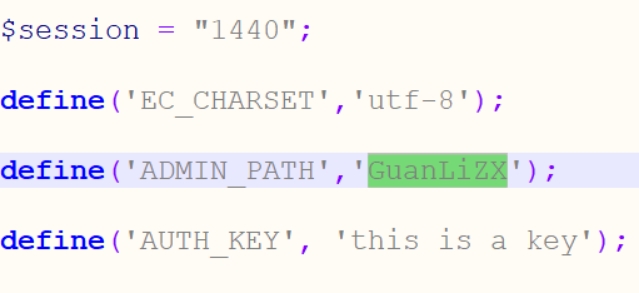 $session = "1440";
define('EC_CHARSET','utf-8');
define('ADMIN_PATH','GuanLiZX');
define('AUTH_KEY', 'this is a key');